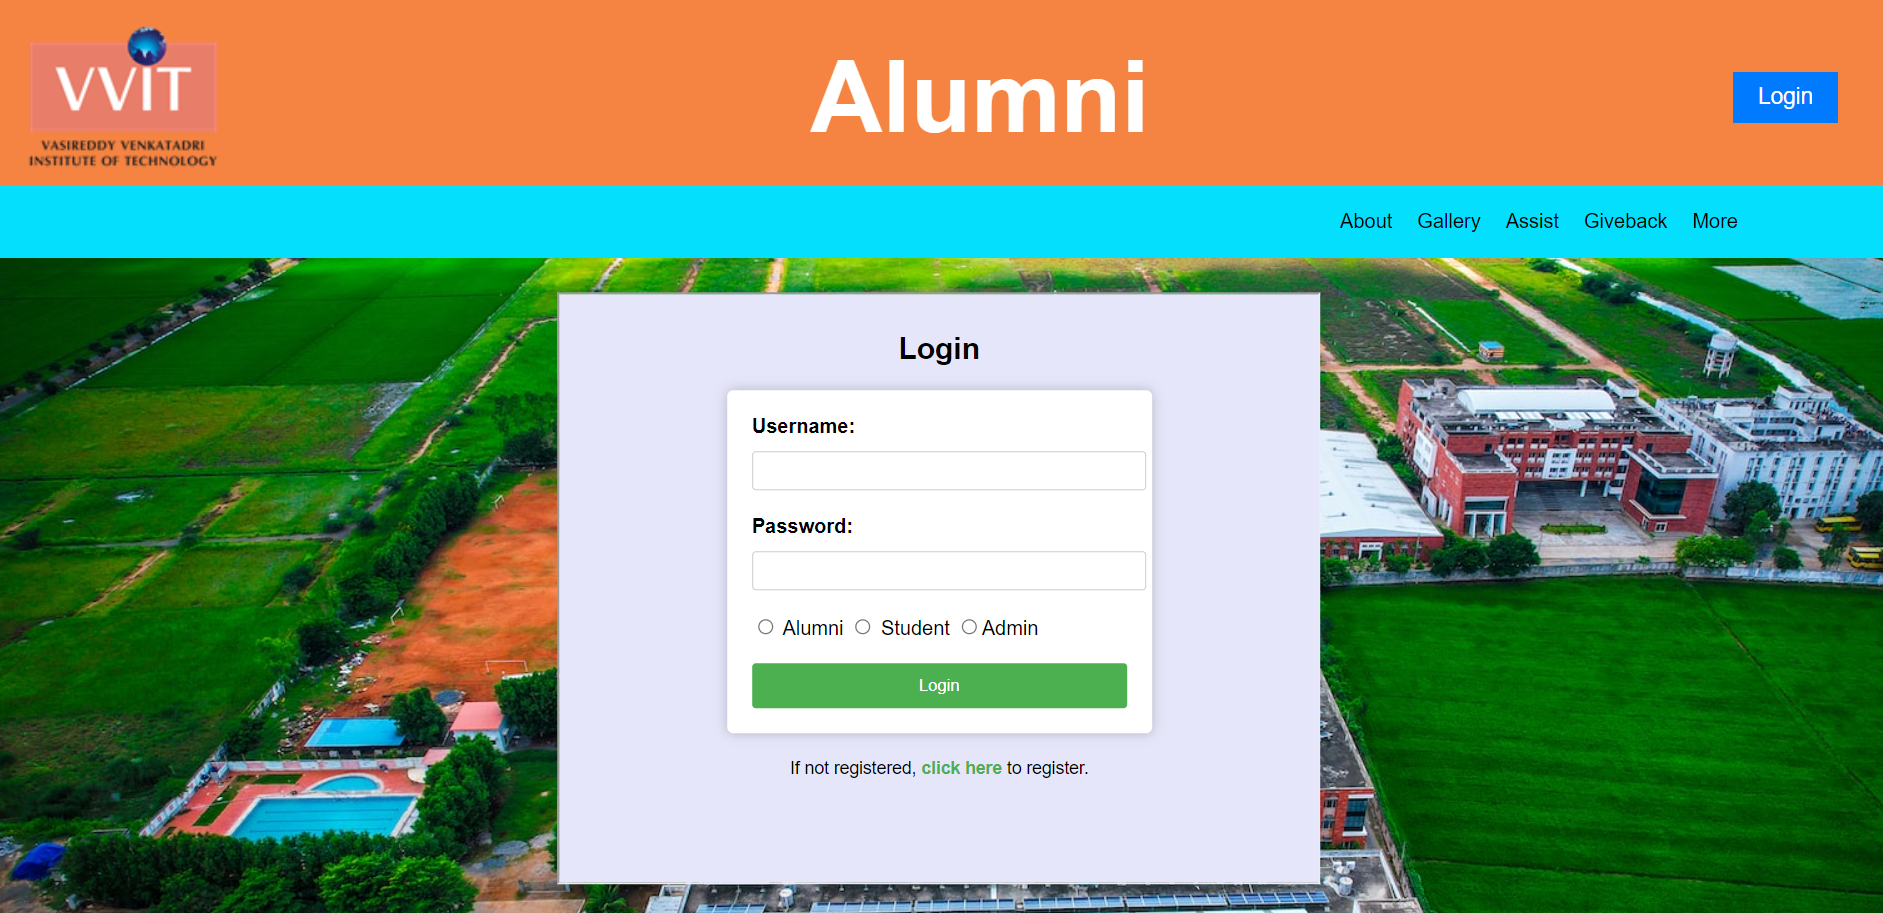 VVIT
VASIREDDY VENKATADRI
INSTITUTE OF TECHNOLOGY
Alumni
Login
About Gallery Assist Giveback More
Login
Username:
Password:
Alumni Student Admin
Login
If not registered, click here to register.